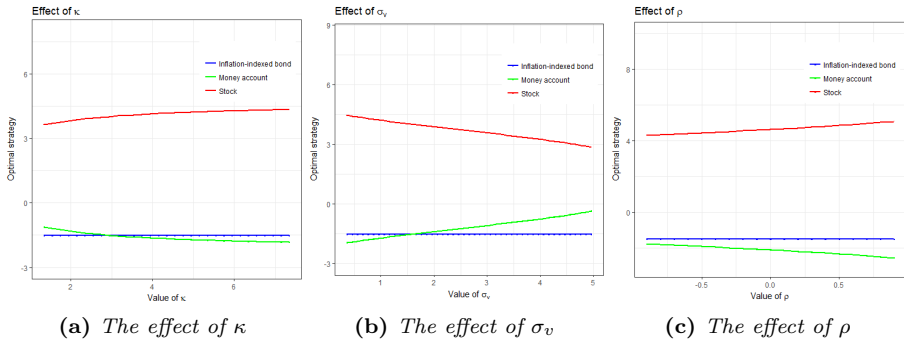 Effect of κ
Optimal strategy
6
3
0
-3
Inflation-indexed bond
Money account
Stock
2
4
6
Value of κ
(a) The effect of κ
Effect of σv
Optimal strategy
9
6
3
0
-3
Inflation-indexed bond
Money account
Stock
1
2
3
4
5
Value of σv
(b) The effect of σv
Effect of ρ
Optimal strategy
8
4
0
Inflation-indexed bond
Money account
Stock
-0.5
0.0
0.5
Value of ρ
(c) The effect of ρ